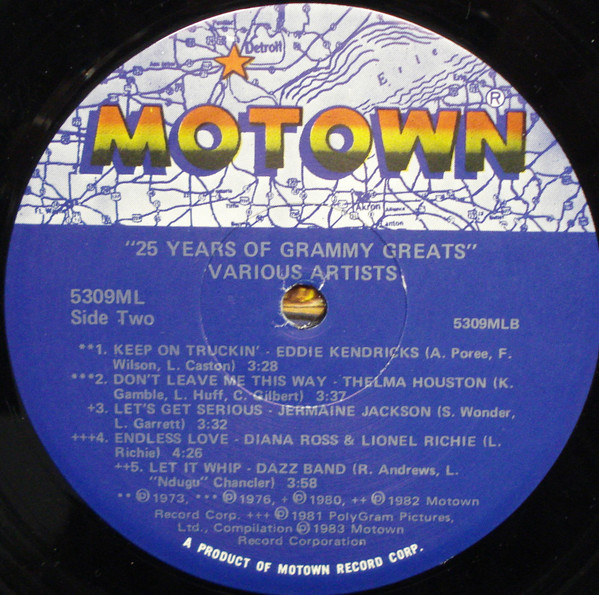 Detroit
Erie
MOTOWN®
Akron
Canton
"25 YEARS OF GRAMMY GREATS"
VARIOUS ARTISTS
5309ML
Side Two
5309MLB
**1. KEEP ON TRUCKIN' - EDDIE KENDRICKS (A. Poree, F.
Wilson, L. Caston) 3:28
***2. DON'T LEAVE ME THIS WAY - THELMA HOUSTON (K.
Gamble, L. Huff, C. Gilbert) 3:37
+3. LET'S GET SERIOUS - JERMAINE JACKSON (S. Wonder,
L. Garrett) 3:32
+++4. ENDLESS LOVE - DIANA ROSS & LIONEL RICHIE (L.
Richie) 4:26
++5. LET IT WHIP - DAZZ BAND (R. Andrews, L.
"Ndugu" Chancler) 3:58
** ℗ 1973, *** ℗ 1976, + ℗ 1980, ++ ℗ 1982 Motown
Record Corp. +++ ℗ 1981 PolyGram Pictures,
Ltd., Compilation ℗ 1983 Motown
Record Corporation
A PRODUCT OF MOTOWN RECORD CORP.